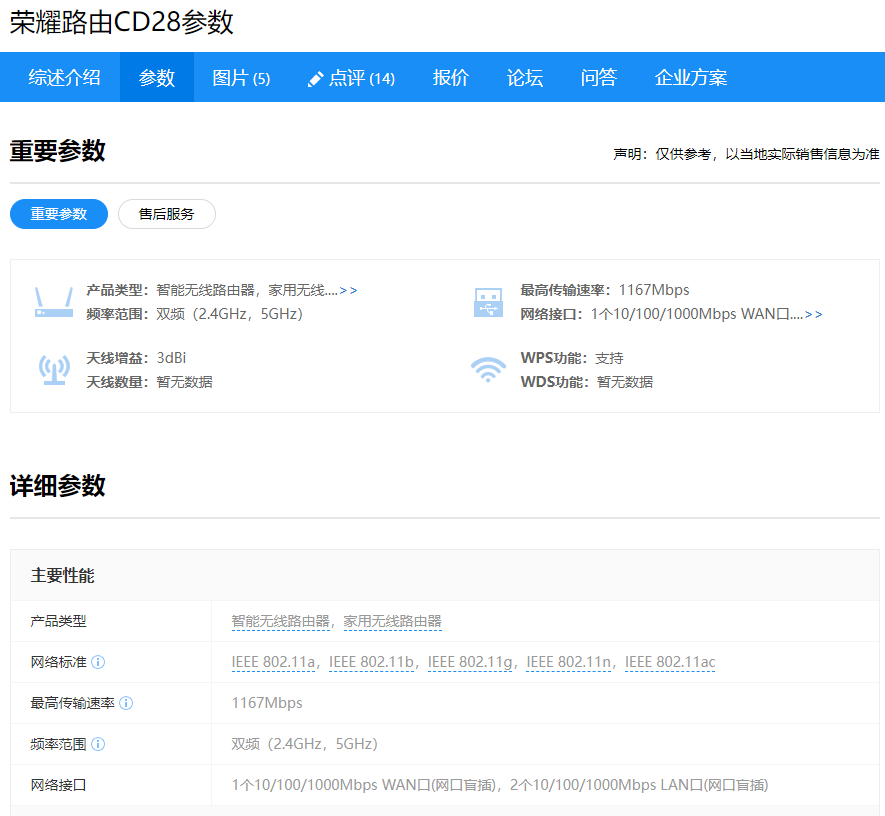 荣耀路由CD28参数
综述介绍 参数 图片 (5) 点评 (14) 报价 论坛 问答 企业方案
重要参数 声明：仅供参考，以当地实际销售信息为准
重要参数 售后服务
产品类型：智能无线路由器，家用无线....>> 最高传输速率：1167Mbps
频率范围：双频（2.4GHz，5GHz） 网络接口：1个10/100/1000Mbps WAN口....>>
天线增益：3dBi WPS功能：支持
天线数量：暂无数据 WDS功能：暂无数据
详细参数
主要性能
产品类型 智能无线路由器，家用无线路由器
网络标准 IEEE 802.11a，IEEE 802.11b，IEEE 802.11g，IEEE 802.11n，IEEE 802.11ac
最高传输速率 1167Mbps
频率范围 双频（2.4GHz，5GHz）
网络接口 1个10/100/1000Mbps WAN口(网口盲插)，2个10/100/1000Mbps LAN口(网口盲插)